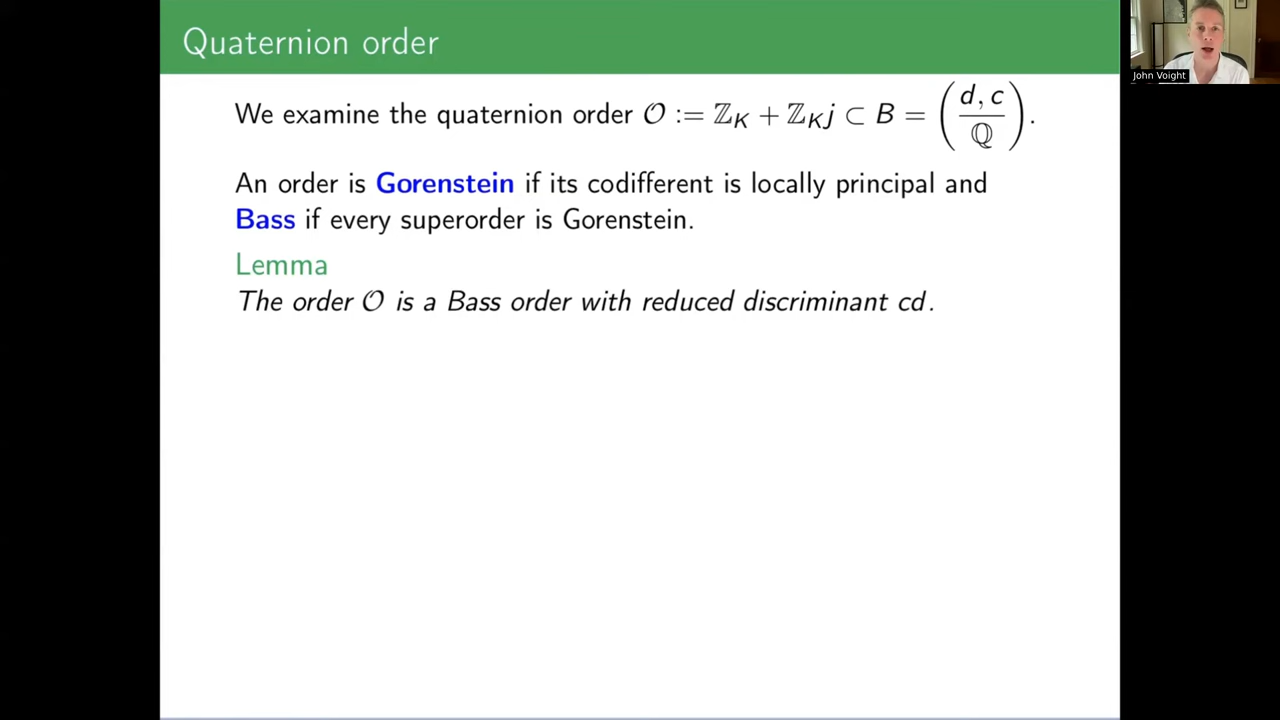 Quaternion order
John Voight
We examine the quaternion order 𝒪 := ℤ_K + ℤ_K j ⊂ B = (d, c / ℚ).
An order is Gorenstein if its codifferent is locally principal and
Bass if every superorder is Gorenstein.
Lemma
The order 𝒪 is a Bass order with reduced discriminant cd.